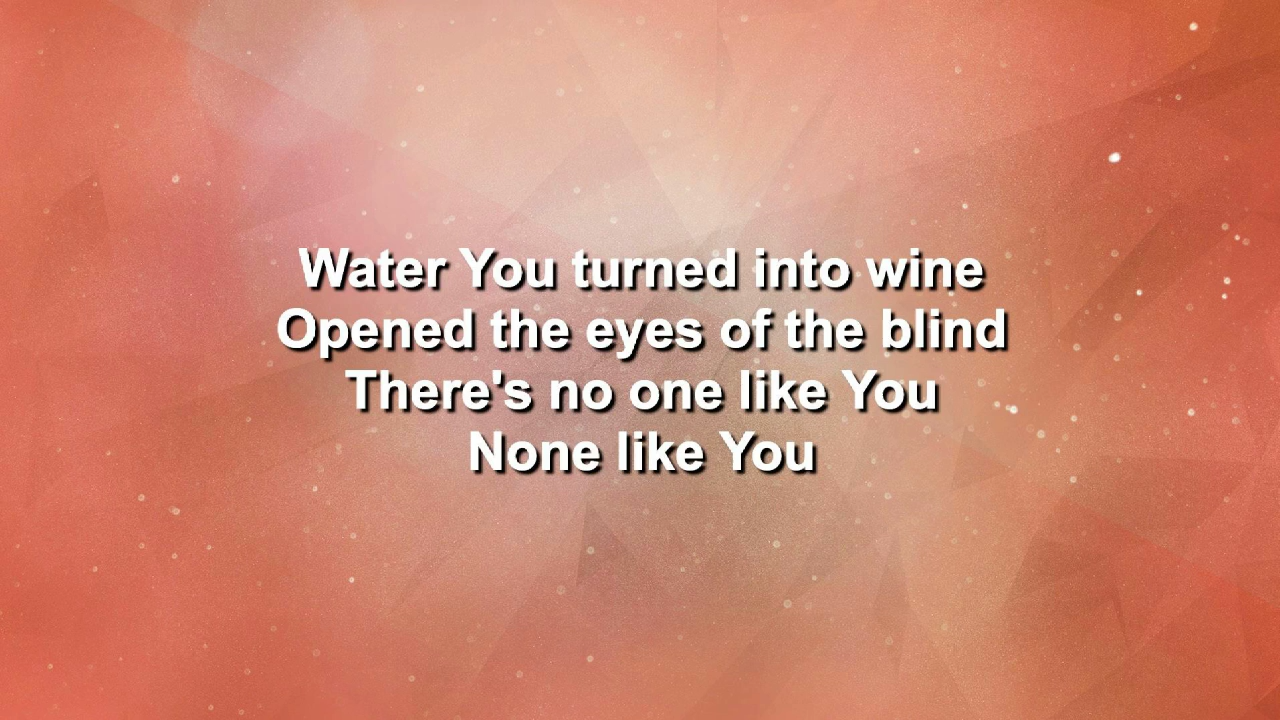 Water You turned into wine
Opened the eyes of the blind
There's no one like You
None like You